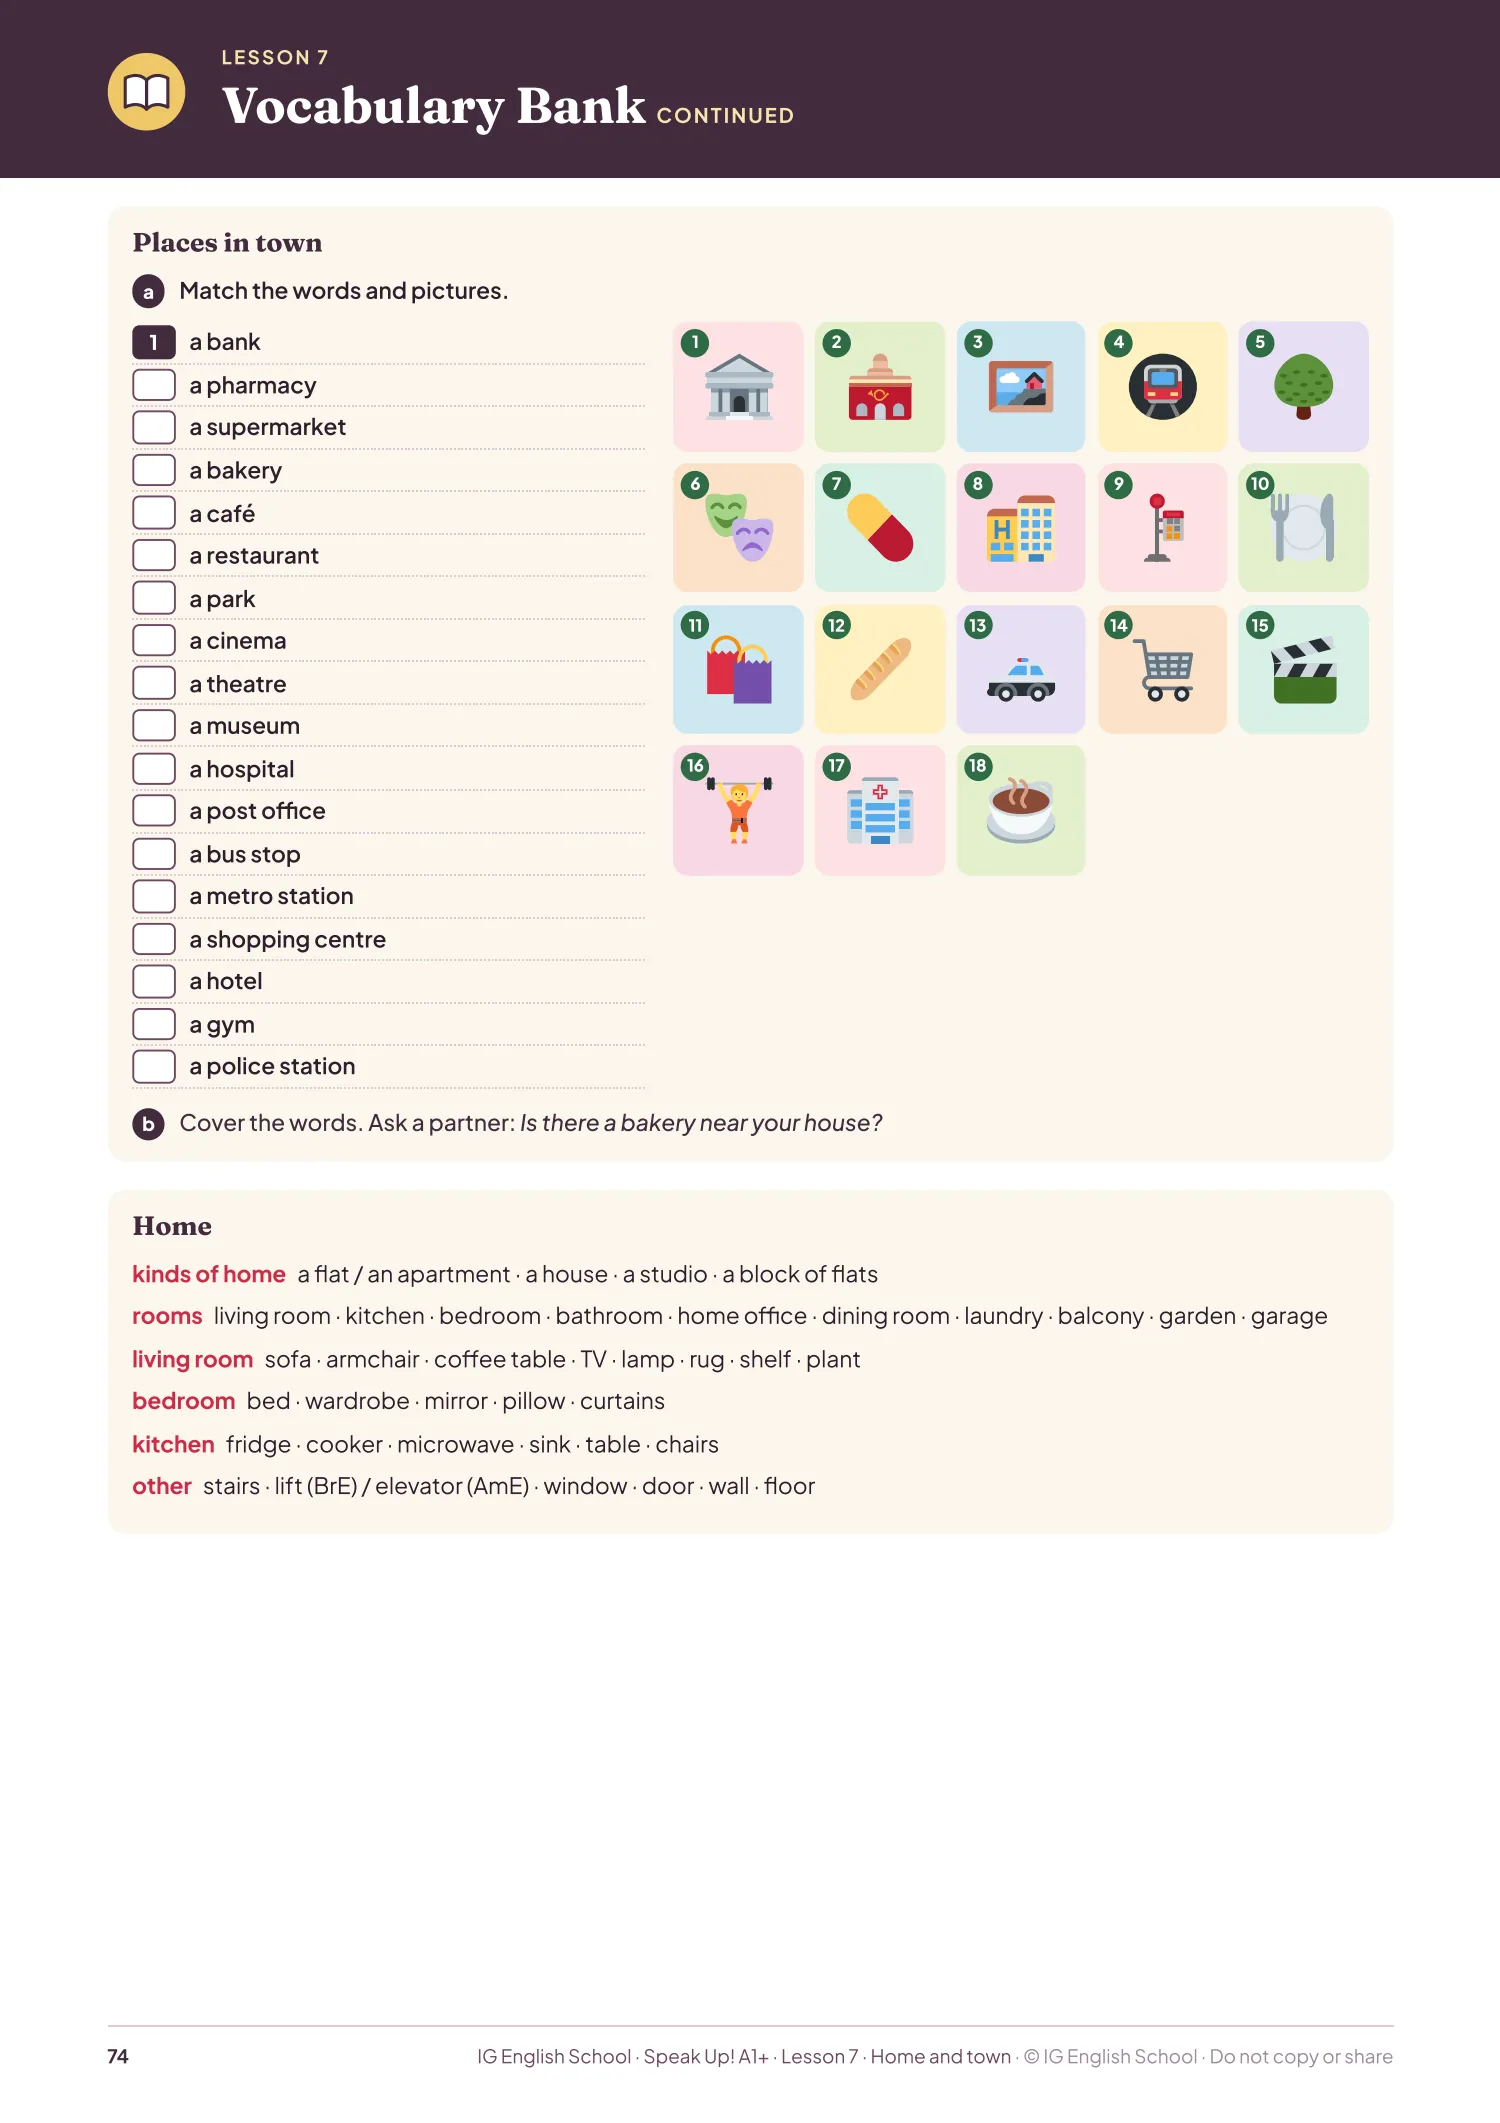 LESSON 7
Vocabulary Bank CONTINUED
Places in town
a Match the words and pictures.
1 a bank
a pharmacy
a supermarket
a bakery
a café
a restaurant
a park
a cinema
a theatre
a museum
a hospital
a post office
a bus stop
a metro station
a shopping centre
a hotel
a gym
a police station
1 2 3 4 5
6 7 8 9 10
H
11 12 13 14 15
16 17 18
b Cover the words. Ask a partner: Is there a bakery near your house?
Home
kinds of home a flat / an apartment · a house · a studio · a block of flats
rooms living room · kitchen · bedroom · bathroom · home office · dining room · laundry · balcony · garden · garage
living room sofa · armchair · coffee table · TV · lamp · rug · shelf · plant
bedroom bed · wardrobe · mirror · pillow · curtains
kitchen fridge · cooker · microwave · sink · table · chairs
other stairs · lift (BrE) / elevator (AmE) · window · door · wall · floor
74 IG English School · Speak Up! A1+ · Lesson 7 · Home and town · © IG English School · Do not copy or share